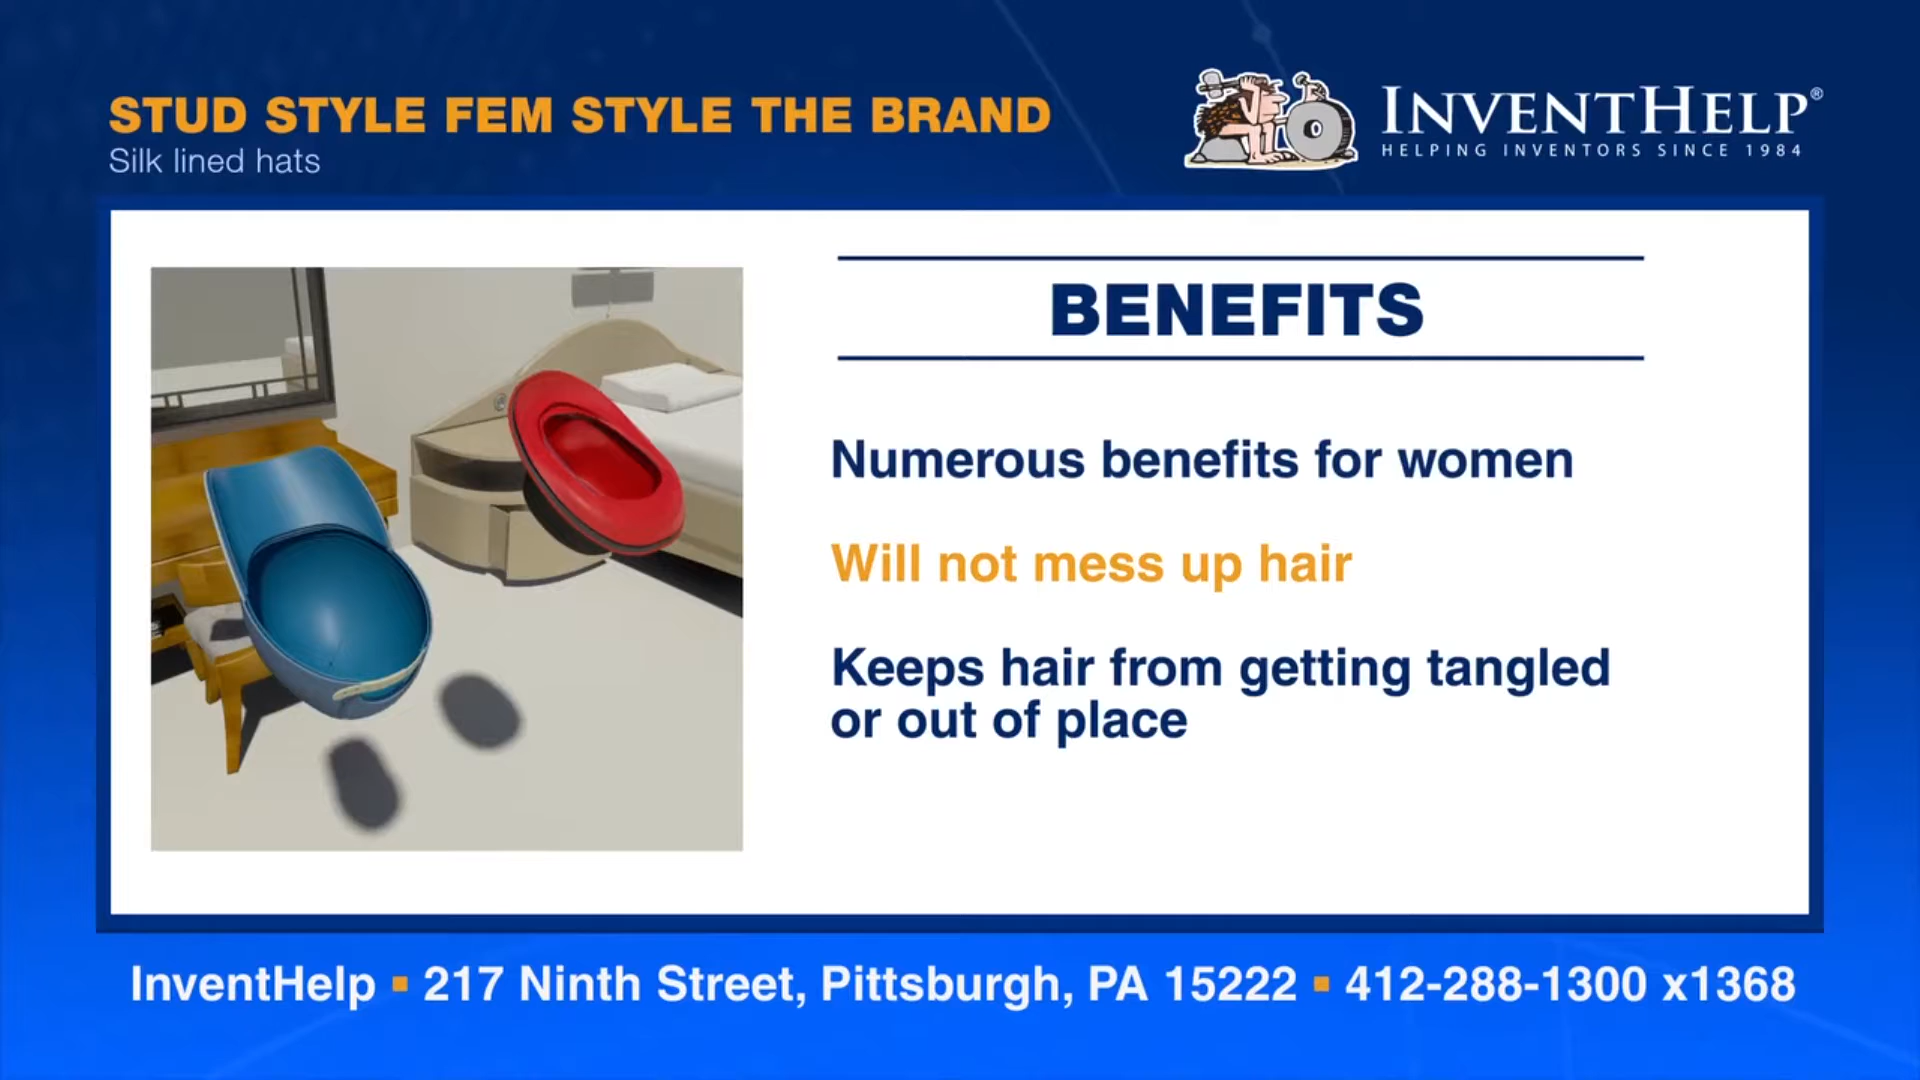 STUD STYLE FEM STYLE THE BRAND
Silk lined hats
INVENTHELP®
HELPING INVENTORS SINCE 1984
BENEFITS
Numerous benefits for women
Will not mess up hair
Keeps hair from getting tangled
or out of place
InventHelp ▪ 217 Ninth Street, Pittsburgh, PA 15222 ▪ 412-288-1300 x1368